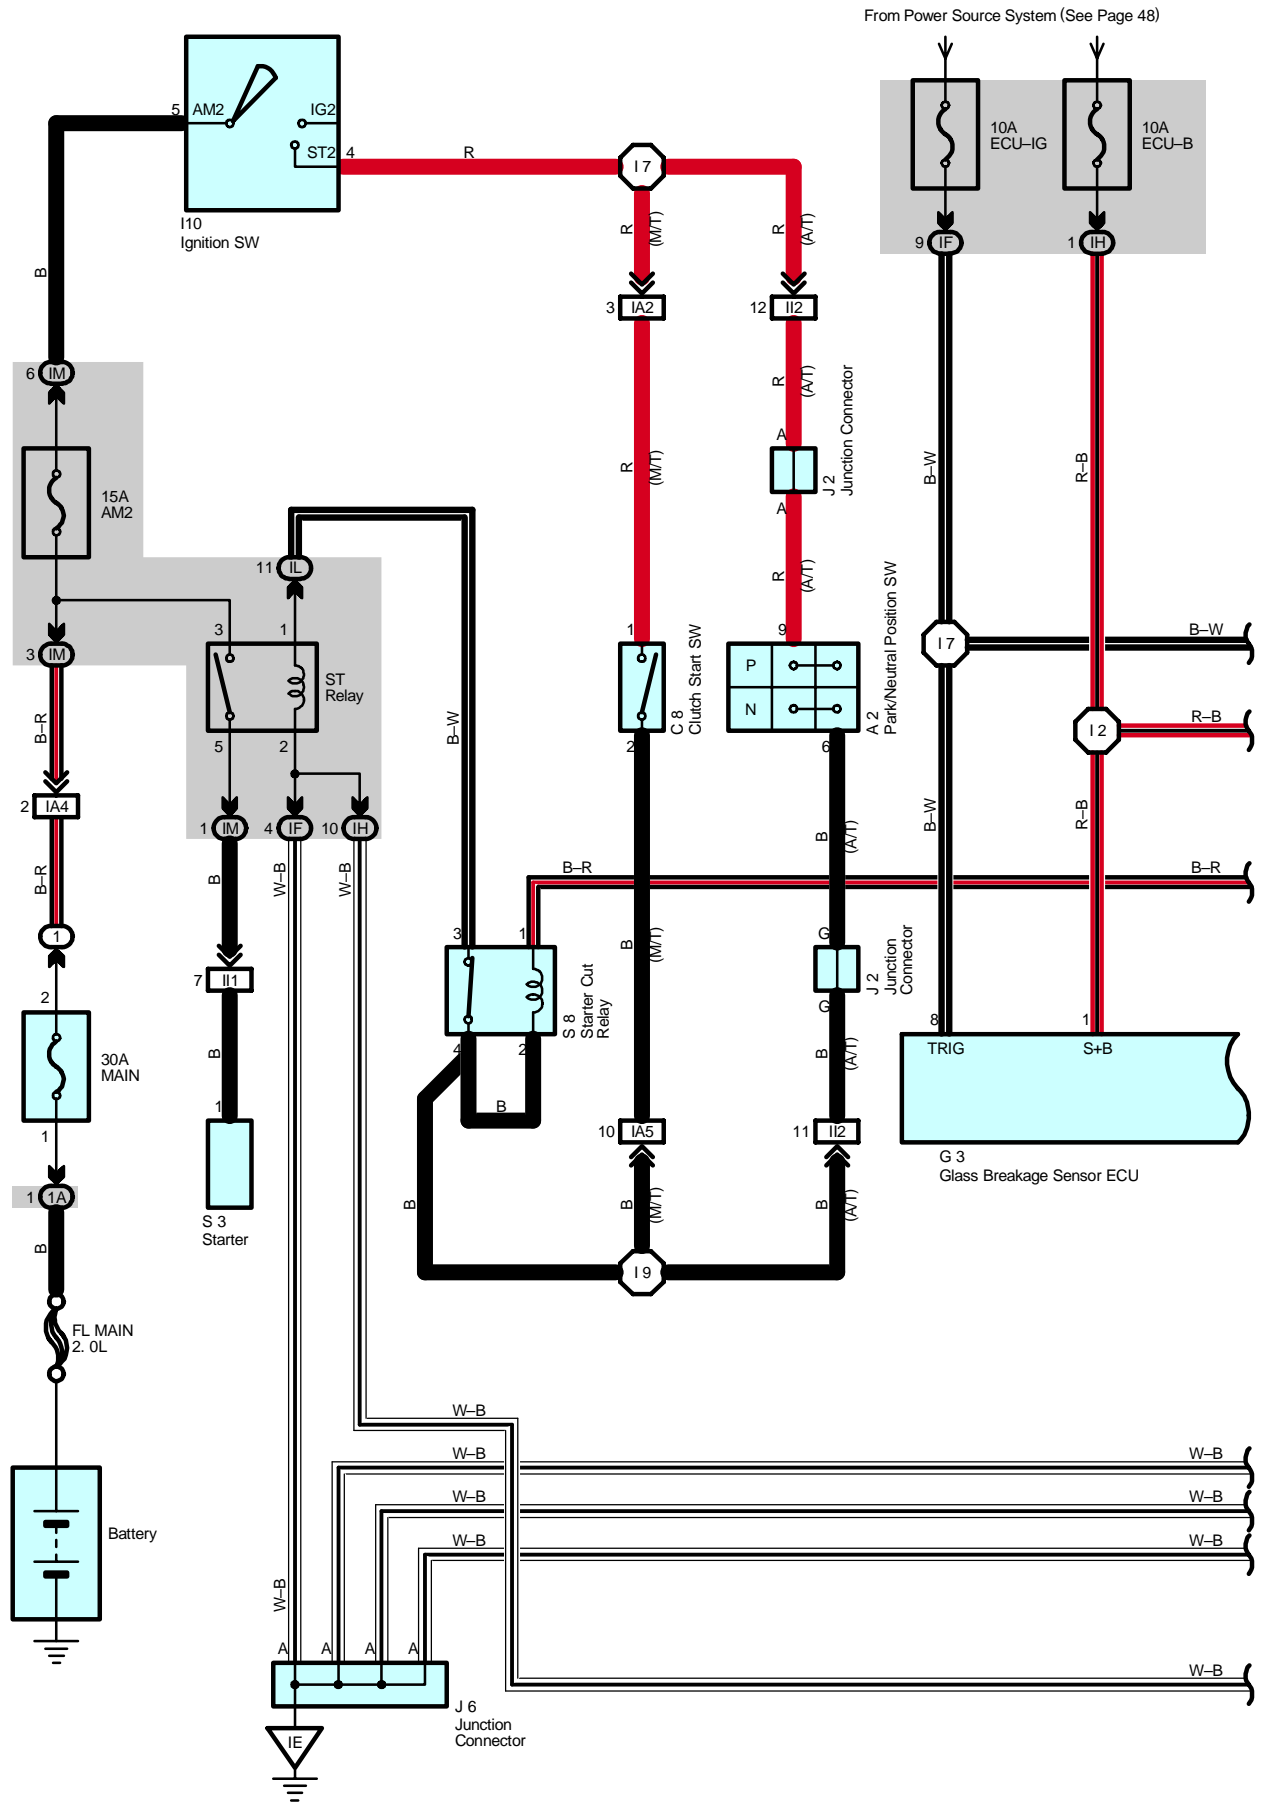 From Power Source System (See Page 48)
5
AM2
IG2
ST2
4
R
I 7
10A
ECU–IG
10A
ECU–B
I10
Ignition SW
R
(M/T)
R
(A/T)
9
IF
1
IH
B
3
IA2
12
II2
6
IM
R
(A/T)
J 2
Junction Connector
A
A
15A
AM2
R
(M/T)
B–W
R–B
11
IL
R
(A/T)
3
IM
3
1
ST
Relay
5
2
1
C 8
Clutch Start SW
2
9
P
N
6
A 2
Park/Neutral Position SW
I 7
B–W
I 2
R–B
B–R
B–W
2
IA4
1
IM
4
IF
10
IH
B
(A/T)
B–W
R–B
B–R
B
W–B
W–B
B–R
B–R
1
3
1
S 8
Starter Cut
Relay
4
2
B
B
(M/T)
G
J 2
Junction
Connector
G
7
II1
2
30A
MAIN
1
B
B
(A/T)
8
TRIG
1
S+B
1
S 3
Starter
10
IA5
11
II2
G 3
Glass Breakage Sensor ECU
1
1A
B
B
B
(M/T)
B
(A/T)
I 9
FL MAIN
2. 0L
W–B
W–B
W–B
W–B
W–B
W–B
W–B
Battery
W–B
A
A
A
A
W–B
J 6
Junction
Connector
IE